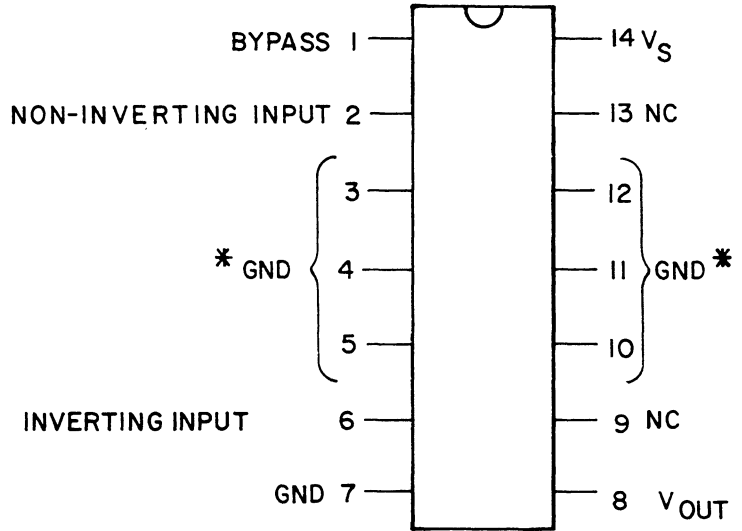 BYPASS 1
14 VS
NON-INVERTING INPUT 2
13 NC
3
12
* GND
4
11
GND *
5
10
INVERTING INPUT 6
9 NC
GND 7
8 VOUT